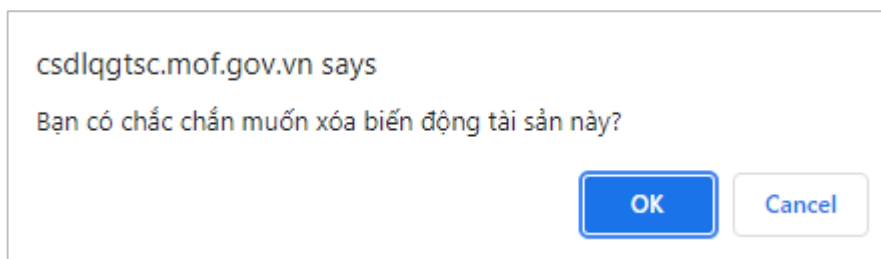 csdlqgtsc.mof.gov.vn says
Bạn có chắc chắn muốn xóa biến động tài sản này?
OK
Cancel